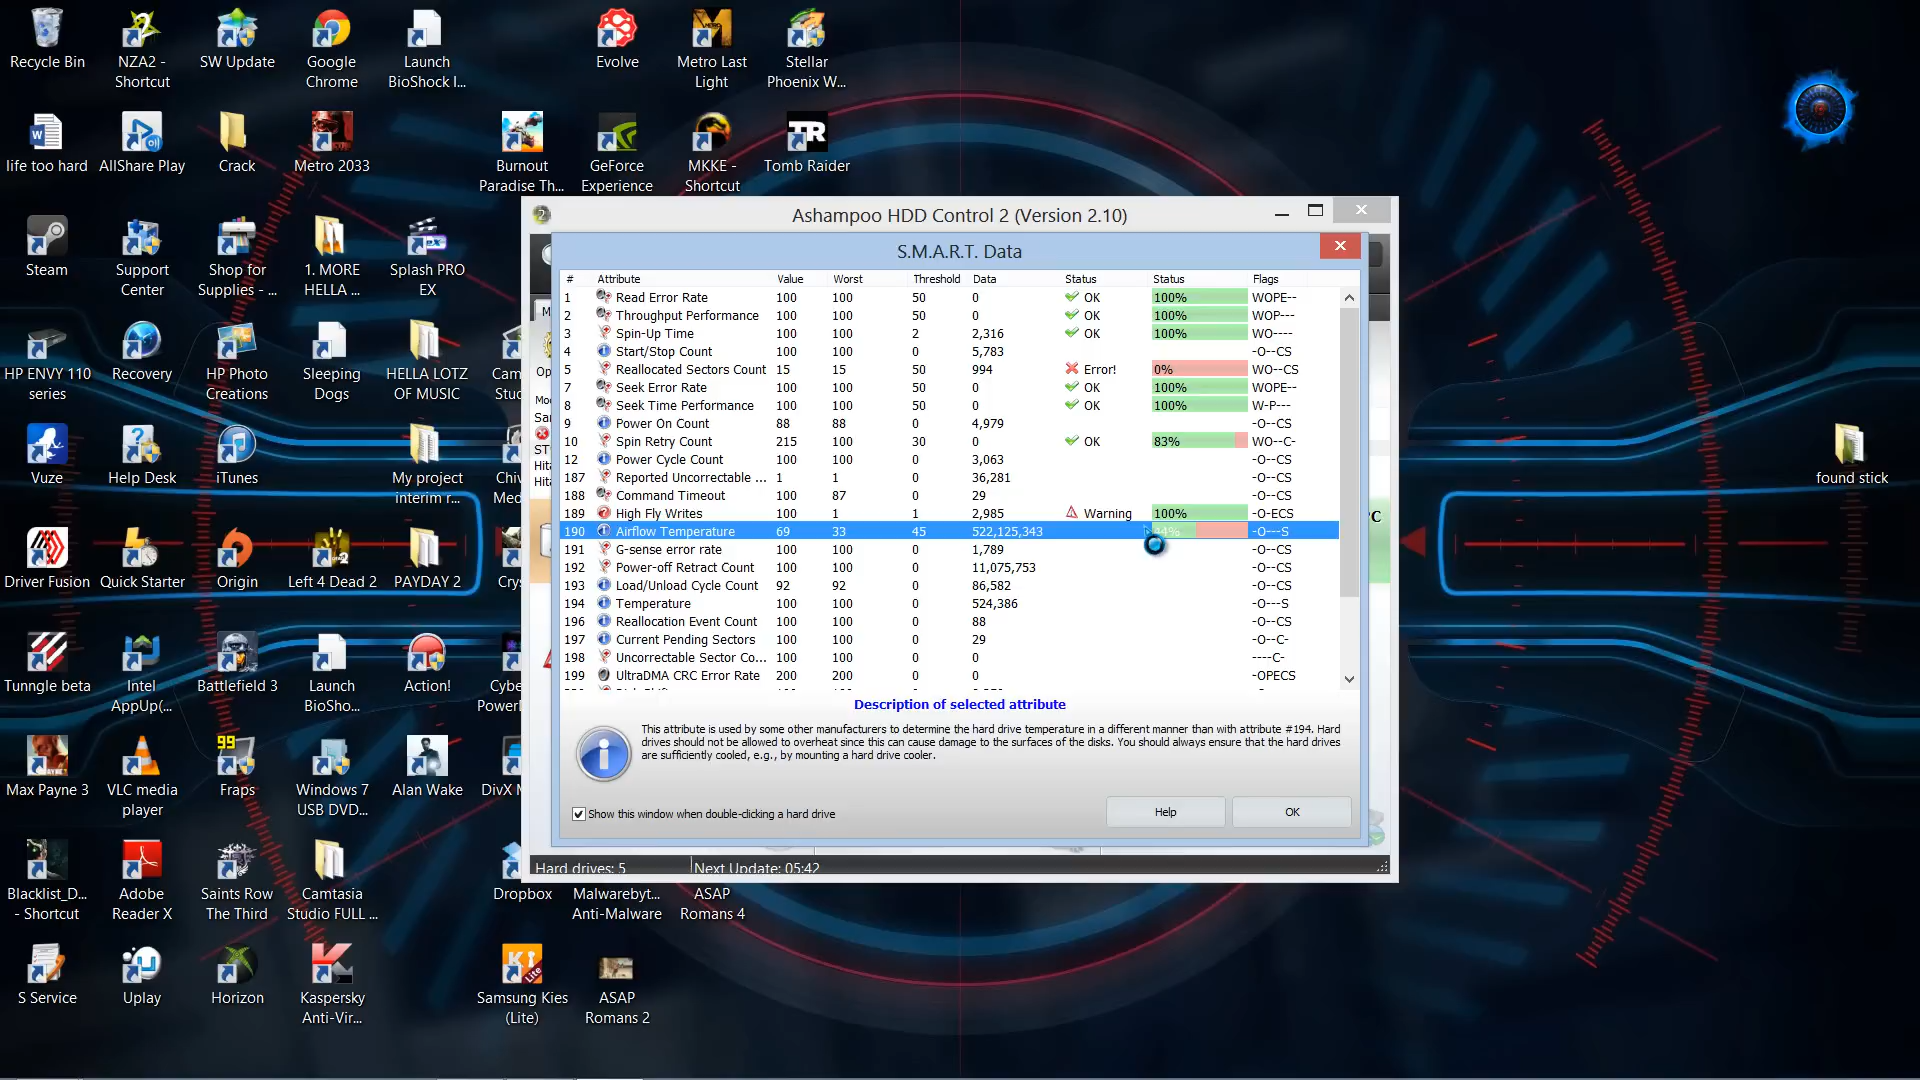 Recycle Bin
NZA2 -
Shortcut
SW Update
Google
Chrome
Launch
BioShock I...
Evolve
Metro Last
Light
Stellar
Phoenix W...
life too hard
AllShare Play
Crack
Metro 2033
Burnout
Paradise Th...
GeForce
Experience
MKKE -
Shortcut
TR
Tomb Raider
Steam
Support
Center
Shop for
Supplies - ...
1. MORE
HELLA ...
Splash PRO
EX
HP ENVY 110
series
Recovery
HP Photo
Creations
Sleeping
Dogs
HELLA LOTZ
OF MUSIC
Vuze
Help Desk
iTunes
My project
interim r...
found stick
Driver Fusion
Quick Starter
Origin
Left 4 Dead 2
PAYDAY 2
Tunngle beta
Intel
AppUp(...
Battlefield 3
Launch
BioSho...
Action!
99
Max Payne 3
VLC media
player
Fraps
Windows 7
USB DVD...
Alan Wake
Blacklist_D...
- Shortcut
Adobe
Reader X
Saints Row
The Third
Camtasia
Studio FULL ...
Dropbox
Malwarebyt...
Anti-Malware
ASAP
Romans 4
S Service
Uplay
Horizon
Kaspersky
Anti-Vir...
Samsung Kies
(Lite)
ASAP
Romans 2
Ashampoo HDD Control 2 (Version 2.10)
S.M.A.R.T. Data
# Attribute Value Worst Threshold Data Status Status Flags
1 Read Error Rate 100 100 50 0 OK 100% WOPE--
2 Throughput Performance 100 100 50 0 OK 100% WOP---
3 Spin-Up Time 100 100 2 2,316 OK 100% WO----
4 Start/Stop Count 100 100 0 5,783 -O--CS
5 Reallocated Sectors Count 15 15 50 994 Error! 0% WO--CS
7 Seek Error Rate 100 100 50 0 OK 100% WOPE--
8 Seek Time Performance 100 100 50 0 OK 100% W-P---
9 Power On Count 88 88 0 4,979 -O--CS
10 Spin Retry Count 215 100 30 0 OK 83% WO--C-
12 Power Cycle Count 100 100 0 3,063 -O--CS
187 Reported Uncorrectable ... 1 1 0 36,281 -O--CS
188 Command Timeout 100 87 0 29 -O--CS
189 High Fly Writes 100 1 1 2,985 Warning 100% -O-ECS
190 Airflow Temperature 69 33 45 522,125,343 44% -O---S
191 G-sense error rate 100 100 0 1,789 -O--CS
192 Power-off Retract Count 100 100 0 11,075,753 -O--CS
193 Load/Unload Cycle Count 92 92 0 86,582 -O--CS
194 Temperature 100 100 0 524,386 -O---S
196 Reallocation Event Count 100 100 0 88 -O--CS
197 Current Pending Sectors 100 100 0 29 -O--C-
198 Uncorrectable Sector Co... 100 100 0 0 ----C-
199 UltraDMA CRC Error Rate 200 200 0 0 -OPECS
Description of selected attribute
This attribute is used by some other manufacturers to determine the hard drive temperature in a different manner than with attribute #194. Hard
drives should not be allowed to overheat since this can cause damage to the surfaces of the disks. You should always ensure that the hard drives
are sufficiently cooled, e.g., by mounting a hard drive cooler.
Show this window when double-clicking a hard drive
Help
OK
Hard drives: 5
Next Update: 05:42